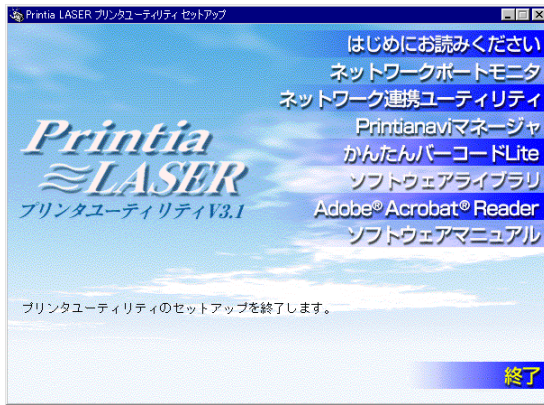 Printia LASER プリンタユーティリティ セットアップ
はじめにお読みください
ネットワークポートモニタ
ネットワーク連携ユーティリティ
Printianaviマネージャ
かんたんバーコードLite
ソフトウェアライブラリ
Adobe® Acrobat® Reader
ソフトウェアマニュアル
Printia
LASER
プリンタユーティリティV3.1
プリンタユーティリティのセットアップを終了します。
終了